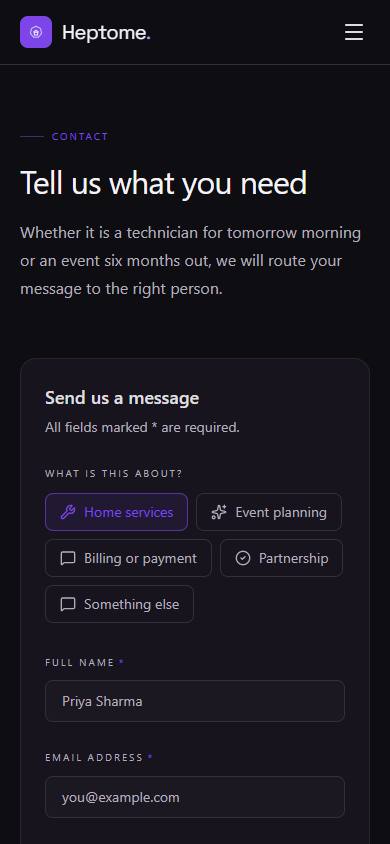 Heptome.
CONTACT
Tell us what you need
Whether it is a technician for tomorrow morning
or an event six months out, we will route your
message to the right person.
Send us a message
All fields marked * are required.
WHAT IS THIS ABOUT?
Home services
Event planning
Billing or payment
Partnership
Something else
FULL NAME *
Priya Sharma
EMAIL ADDRESS *
you@example.com